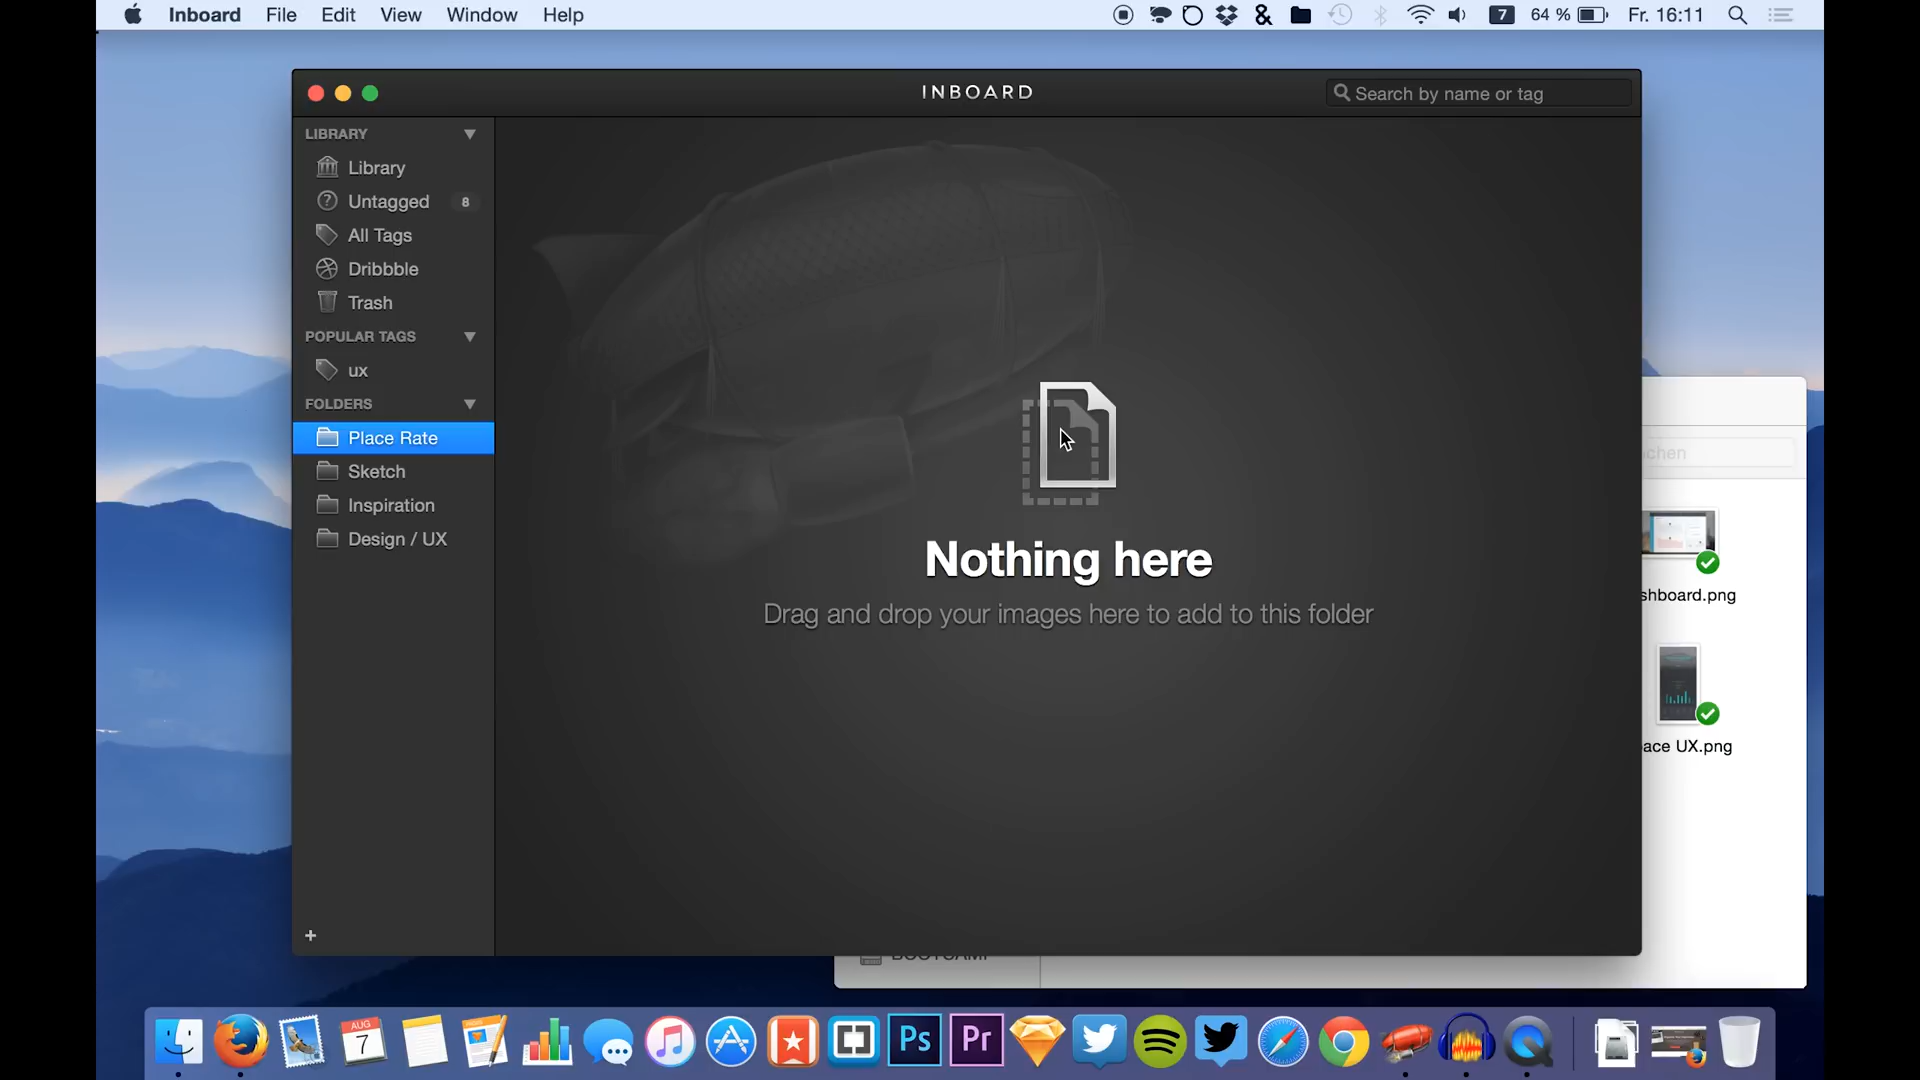 Inboard File Edit View Window Help
7 64 % Fr. 16:11
INBOARD
Search by name or tag
LIBRARY
Library
Untagged 8
All Tags
Dribbble
Trash
POPULAR TAGS
ux
FOLDERS
Place Rate
Sketch
Inspiration
Design / UX
+
Nothing here
Drag and drop your images here to add to this folder
chen
shboard.png
ace UX.png
BOOTCAMP
AUG
7
Ps
Pr